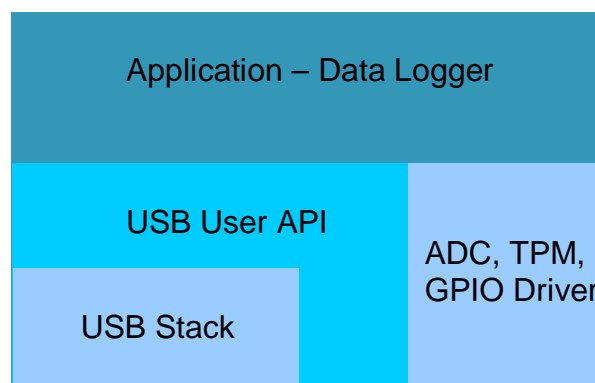 Application – Data Logger
USB User API
ADC, TPM,
GPIO Driver
USB Stack